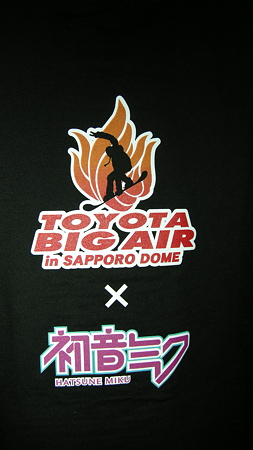 TOYOTA
BIG AIR
in SAPPORO DOME
×
初音ミク
HATSUNE MIKU